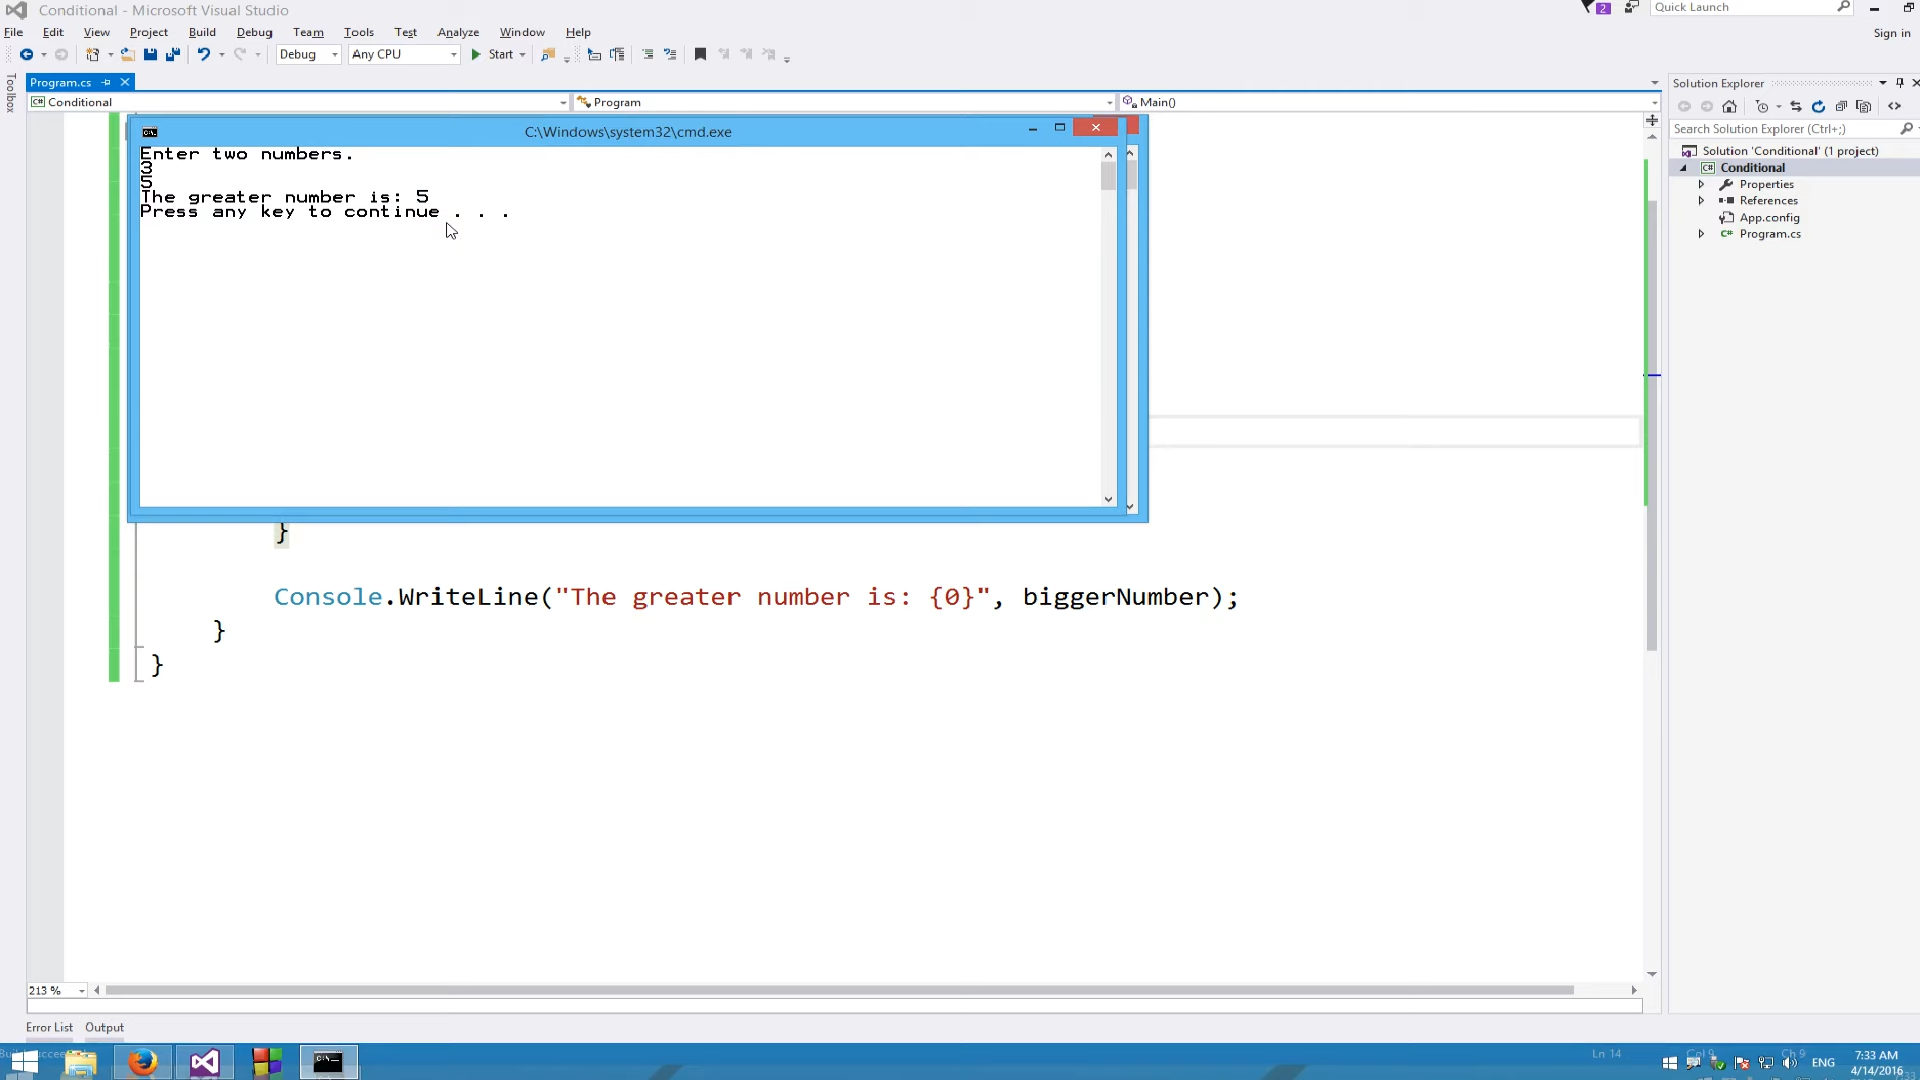 Conditional - Microsoft Visual Studio
2
Quick Launch
File Edit View Project Build Debug Team Tools Test Analyze Window Help
Sign in
Debug Any CPU Start
Toolbox
Program.cs
Solution Explorer
Conditional Program Main()
Search Solution Explorer (Ctrl+;)
C:\Windows\system32\cmd.exe
Enter two numbers.
3
5
The greater number is: 5
Press any key to continue . . .
Solution 'Conditional' (1 project)
Conditional
Properties
References
App.config
Program.cs
}
Console.WriteLine("The greater number is: {0}", biggerNumber);
}
}
213 %
Error List Output
Ln 14
ENG
7:33 AM
4/14/2016